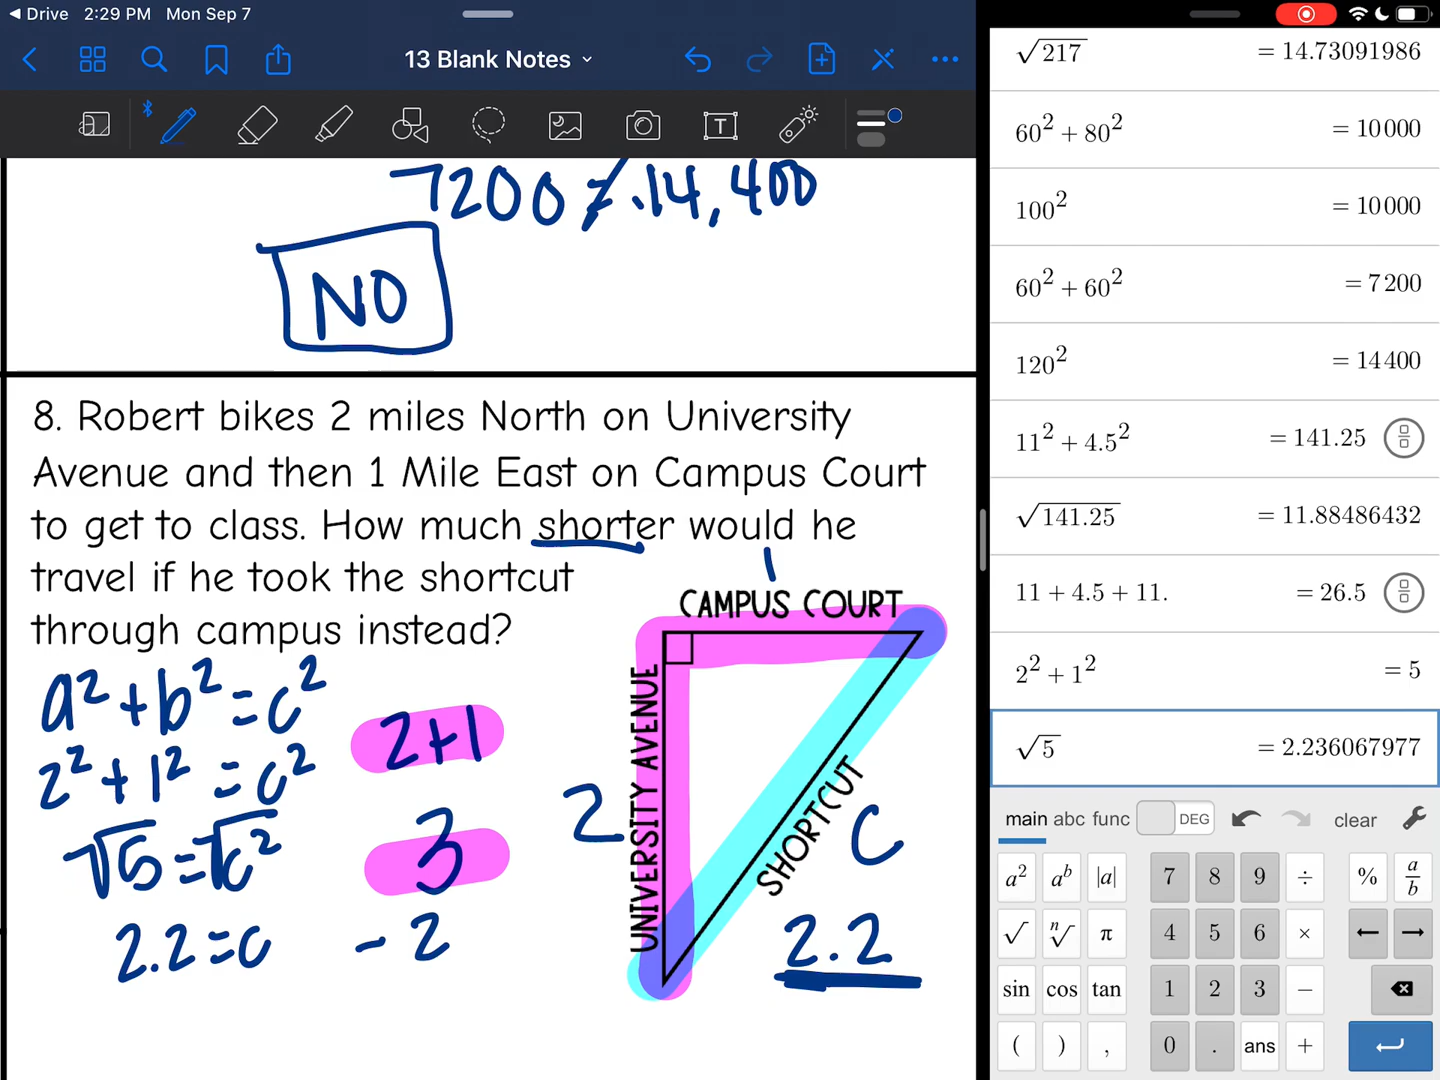 Drive 2:29 PM Mon Sep 7
13 Blank Notes
T
7200 ≠ 14,400
NO
8. Robert bikes 2 miles North on University
Avenue and then 1 Mile East on Campus Court
to get to class. How much shorter would he
travel if he took the shortcut
through campus instead?
1
CAMPUS COURT
UNIVERSITY AVENUE
2
SHORTCUT
C
2.2
a² + b² = c²
2² + 1² = c²
√5 = √c²
2.2 = c
2+1
3
- 2
√217 = 14.73091986
60² + 80² = 10000
100² = 10000
60² + 60² = 7200
120² = 14400
11² + 4.5² = 141.25
√141.25 = 11.88486432
11 + 4.5 + 11. = 26.5
2² + 1² = 5
√5 = 2.236067977
main abc func DEG clear
a² aᵇ |a| 7 8 9 ÷ % a/b
√ ⁿ√ π 4 5 6 × ← →
sin cos tan 1 2 3 −
( ) , 0 . ans +